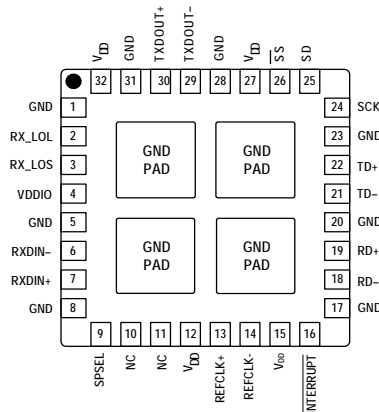 VDD
GND
TXDOUT+
TXDOUT-
GND
VDD
SS
SD
32 31 30 29 28 27 26 25
GND 1
RX_LOL 2
RX_LOS 3
VDDIO 4
GND 5
RXDIN- 6
RXDIN+ 7
GND 8
GND
PAD
GND
PAD
GND
PAD
GND
PAD
24 SCK
23 GND
22 TD+
21 TD-
20 GND
19 RD+
18 RD-
17 GND
9 10 11 12 13 14 15 16
SPSEL
NC
NC
VDD
REFCLK+
REFCLK-
VDD
NTERRUPT